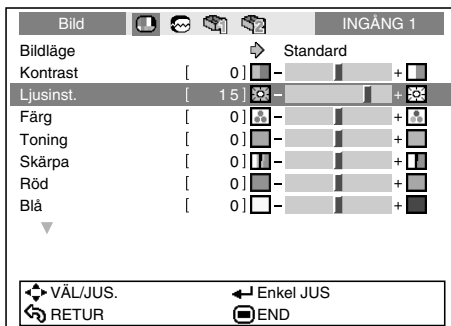 Bild INGÅNG 1
Bildläge Standard
Kontrast [ 0] - +
Ljusinst. [ 15] - +
Färg [ 0] - +
Toning [ 0] - +
Skärpa [ 0] - +
Röd [ 0] - +
Blå [ 0] - +
VÄL/JUS. Enkel JUS
RETUR END